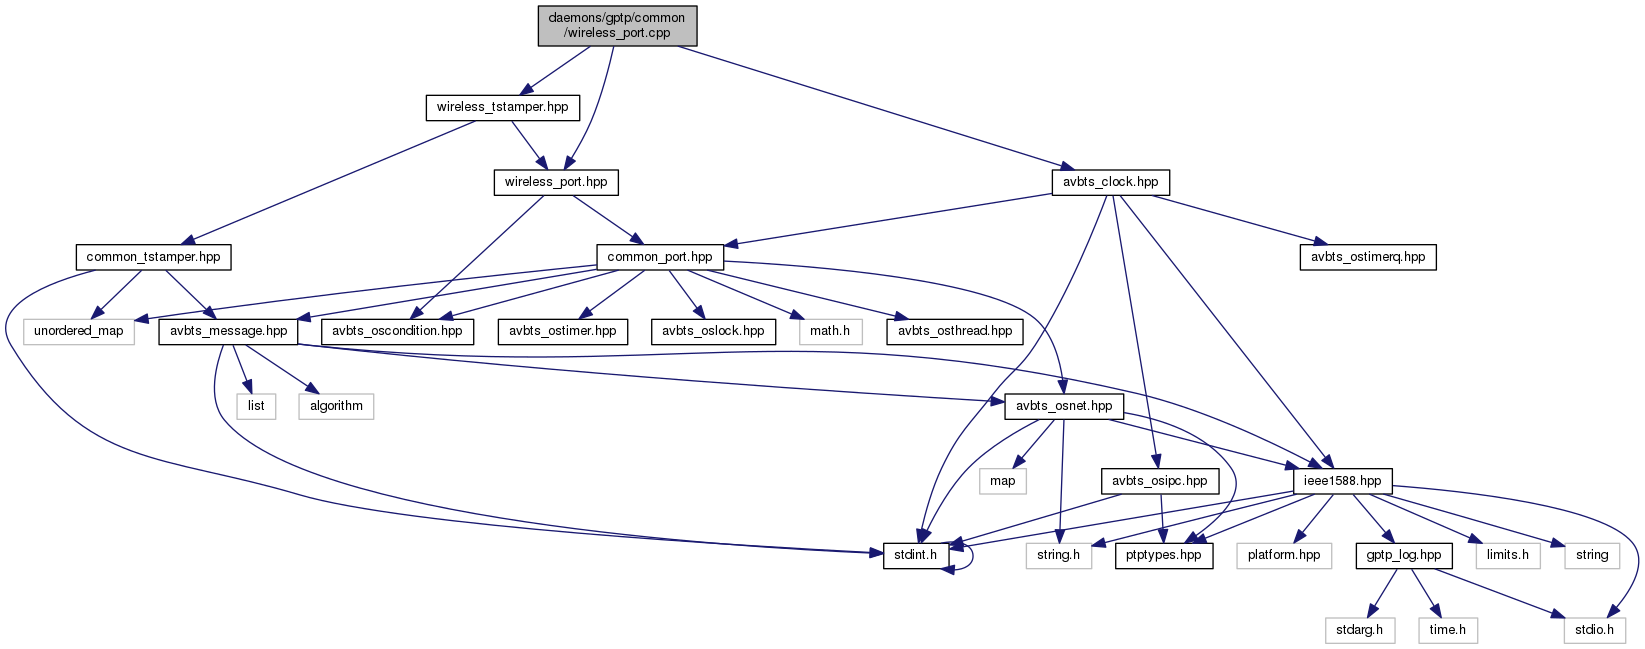 daemons/gptp/common
/wireless_port.cpp
wireless_tstamper.hpp
wireless_port.hpp
avbts_clock.hpp
common_tstamper.hpp
common_port.hpp
avbts_ostimerq.hpp
unordered_map
avbts_message.hpp
avbts_oscondition.hpp
avbts_ostimer.hpp
avbts_oslock.hpp
math.h
avbts_osthread.hpp
list
algorithm
avbts_osnet.hpp
map
avbts_osipc.hpp
ieee1588.hpp
stdint.h
string.h
ptptypes.hpp
platform.hpp
gptp_log.hpp
limits.h
string
stdarg.h
time.h
stdio.h